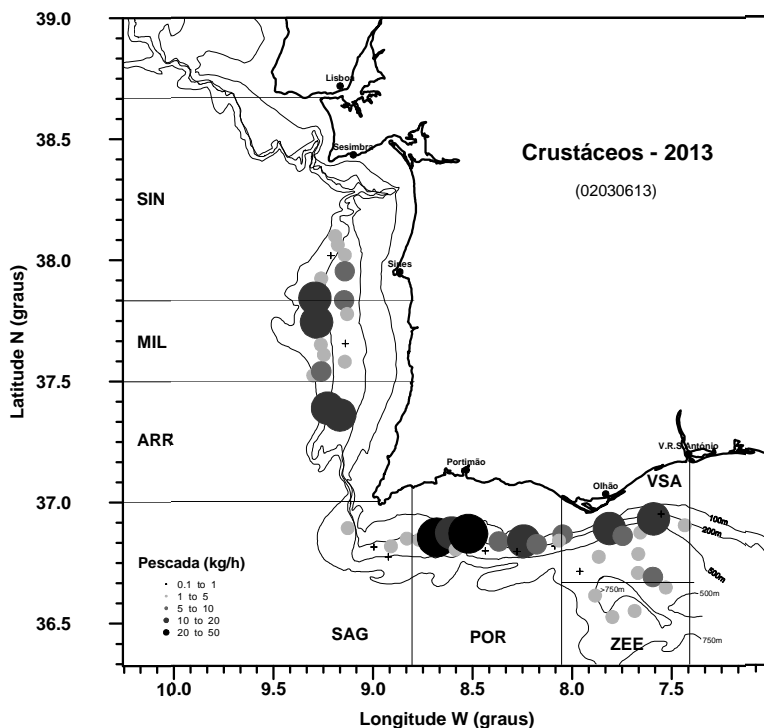 39.0
38.5
38.0
37.5
37.0
36.5
Latitude N (graus)
Crustáceos - 2013
(02030613)
Lisboa
Sesimbra
Sines
SIN
MIL
ARR
Portimão
Olhão
V.R.S.António
VSA
100m
200m
500m
>750m
500m
750m
Pescada (kg/h)
0.1 to 1
1 to 5
5 to 10
10 to 20
20 to 50
SAG
POR
ZEE
10.0
9.5
9.0
8.5
8.0
7.5
Longitude W (graus)